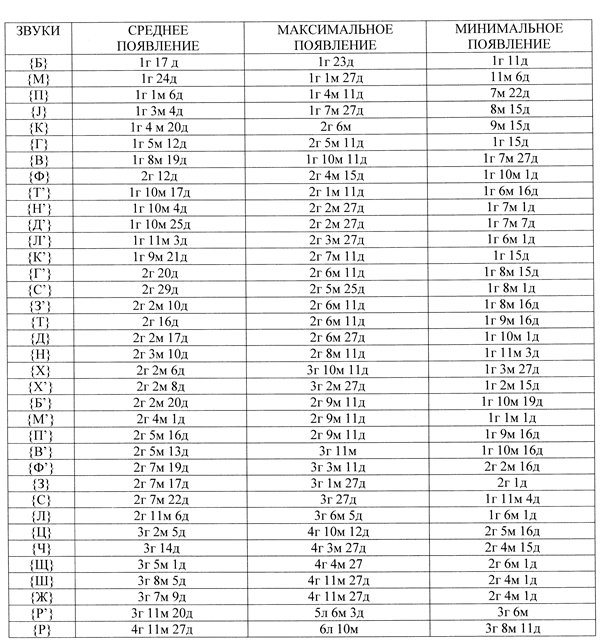 ЗВУКИ СРЕДНЕЕ ПОЯВЛЕНИЕ МАКСИМАЛЬНОЕ ПОЯВЛЕНИЕ МИНИМАЛЬНОЕ ПОЯВЛЕНИЕ
{Б} 1г 17 д 1г 23д 1г 11д
{М} 1г 24д 1г 1м 27д 11м 6д
{П} 1г 1м 6д 1г 4м 11д 7м 22д
{J} 1г 3м 4д 1г 7м 27д 8м 15д
{К} 1г 4 м 20д 2г 6м 9м 15д
{Г} 1г 5м 12д 2г 5м 11д 1г 15д
{В} 1г 8м 19д 1г 10м 11д 1г 7м 27д
{Ф} 2г 12д 2г 4м 15д 1г 10м 1д
{Т’} 1г 10м 17д 2г 1м 11д 1г 6м 16д
{Н’} 1г 10м 4д 2г 2м 27д 1г 7м 1д
{Д’} 1г 10м 25д 2г 2м 27д 1г 7м 7д
{Л’} 1г 11м 3д 2г 3м 27д 1г 6м 1д
{К’} 1г 9м 21д 2г 7м 11д 1г 15д
{Г’} 2г 20д 2г 6м 11д 1г 8м 15д
{С’} 2г 29д 2г 5м 25д 1г 8м 1д
{З’} 2г 2м 10д 2г 6м 11д 1г 8м 16д
{Т} 2г 16д 2г 6м 11д 1г 9м 16д
{Д} 2г 2м 17д 2г 6м 27д 1г 10м 1д
{Н} 2г 3м 10д 2г 8м 11д 1г 11м 3д
{Х} 2г 2м 6д 3г 10м 11д 1г 3м 27д
{Х’} 2г 2м 8д 3г 2м 27д 1г 2м 15д
{Б’} 2г 2м 20д 2г 9м 11д 1г 10м 19д
{М’} 2г 4м 1д 2г 9м 11д 1г 1м 1д
{П’} 2г 5м 16д 2г 9м 11д 1г 9м 16д
{В’} 2г 5м 13д 3г 11м 1г 10м 16д
{Ф’} 2г 7м 19д 3г 3м 11д 2г 2м 16д
{З} 2г 7м 17д 3г 1м 27д 2г 1д
{С} 2г 7м 22д 3г 27д 1г 11м 4д
{Л} 2г 11м 6д 3г 6м 5д 1г 6м 1д
{Ц} 3г 2м 5д 4г 10м 12д 2г 5м 16д
{Ч} 3г 14д 4г 3м 27д 2г 4м 15д
{Щ} 3г 5м 1д 4г 4м 27 2г 6м 1д
{Ш} 3г 8м 5д 4г 11м 27д 2г 4м 1д
{Ж} 3г 7м 9д 4г 11м 27д 2г 4м 1д
{Р’} 3г 11м 20д 5л 6м 3д 3г 6м
{Р} 4г 11м 27д 6л 10м 3г 8м 11д